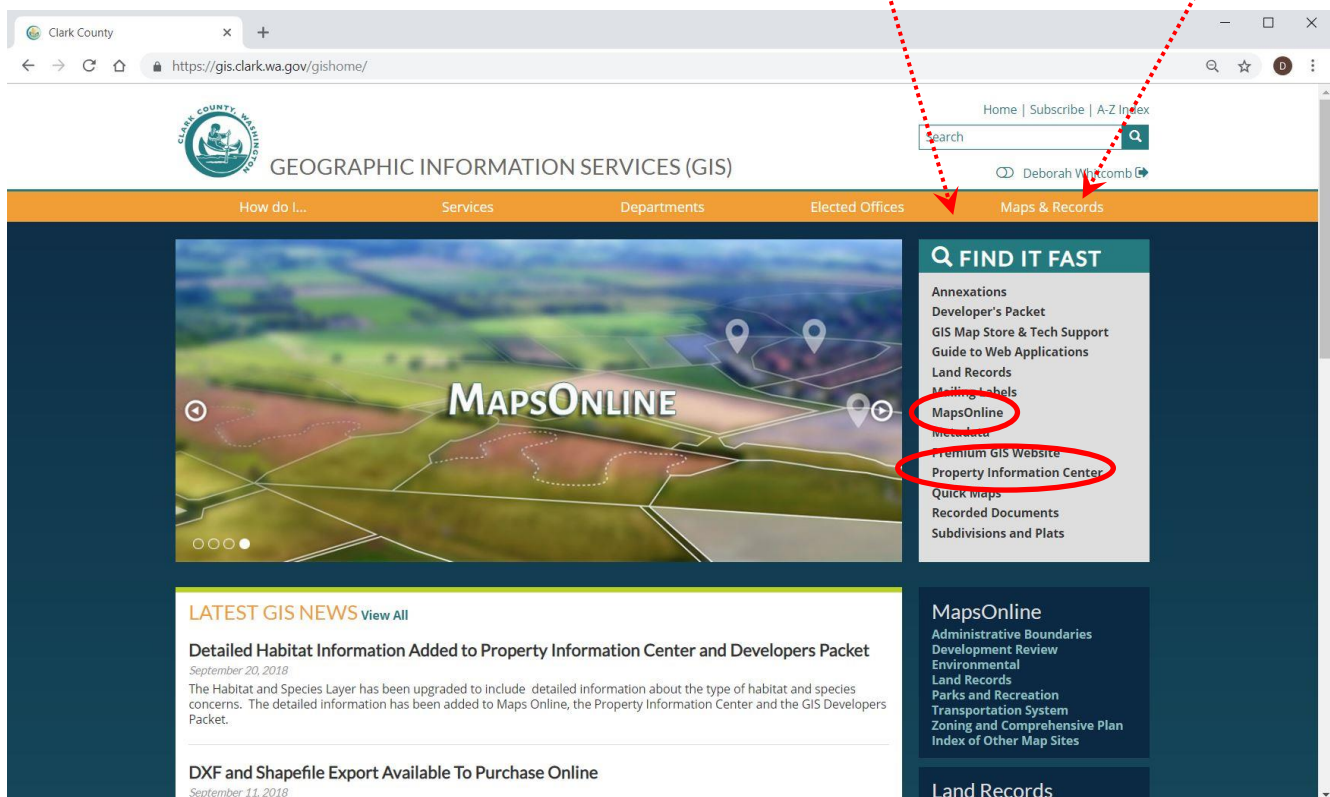 Clark County
https://gis.clark.wa.gov/gishome/
D
CLARK COUNTY, WASHINGTON
GEOGRAPHIC INFORMATION SERVICES (GIS)
Home | Subscribe | A-Z Index
Search
Deborah Whitcomb
How do I... Services Departments Elected Offices Maps & Records
MAPSONLINE
FIND IT FAST
Annexations
Developer's Packet
GIS Map Store & Tech Support
Guide to Web Applications
Land Records
Mailing Labels
MapsOnline
Metadata
Premium GIS Website
Property Information Center
Quick Maps
Recorded Documents
Subdivisions and Plats
LATEST GIS NEWS View All
Detailed Habitat Information Added to Property Information Center and Developers Packet
September 20, 2018
The Habitat and Species Layer has been upgraded to include detailed information about the type of habitat and species
concerns. The detailed information has been added to Maps Online, the Property Information Center and the GIS Developers
Packet.
DXF and Shapefile Export Available To Purchase Online
September 11, 2018
MapsOnline
Administrative Boundaries
Development Review
Environmental
Land Records
Parks and Recreation
Transportation System
Zoning and Comprehensive Plan
Index of Other Map Sites
Land Records